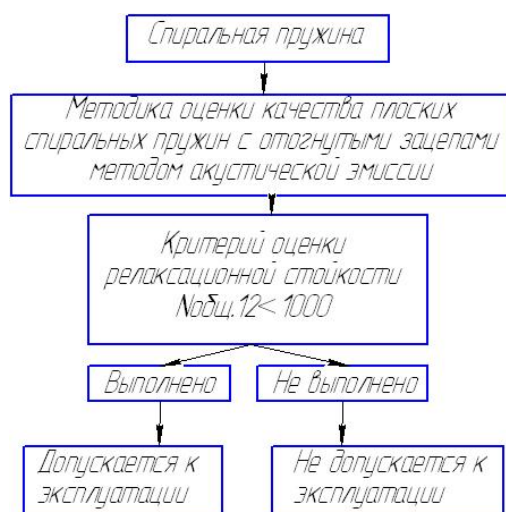 Спиральная пружина
Методика оценки качества плоских
спиральных пружин с отогнутыми зацепами
методом акустической эмиссии
Критерий оценки
релаксационной стойкости
Nобщ.12< 1000
Выполнено
Не выполнено
Допускается к
эксплуатации
Не допускается к
эксплуатации